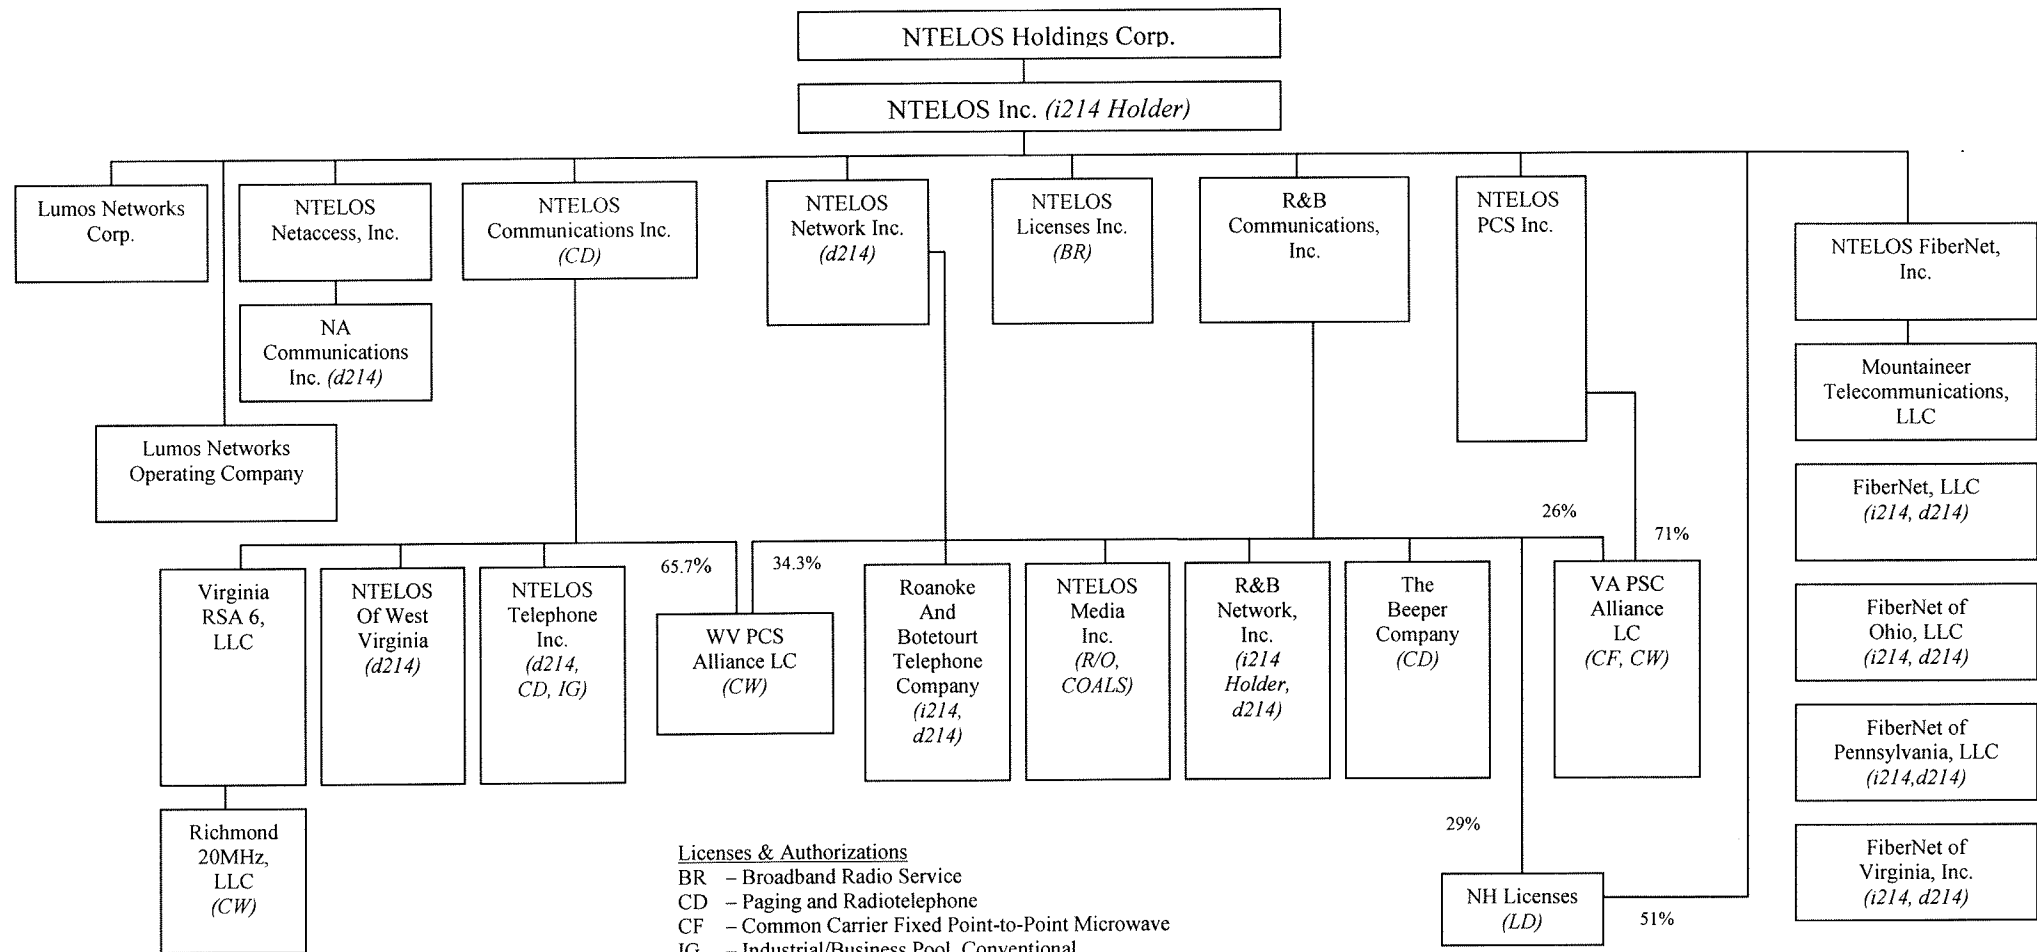 NTELOS Holdings Corp.
NTELOS Inc. (i214 Holder)
Lumos Networks
Corp.
NTELOS
Netaccess, Inc.
NTELOS
Communications Inc.
(CD)
NTELOS
Network Inc.
(d214)
NTELOS
Licenses Inc.
(BR)
R&B
Communications,
Inc.
NTELOS
PCS Inc.
NTELOS FiberNet,
Inc.
NA
Communications
Inc. (d214)
Mountaineer
Telecommunications,
LLC
Lumos Networks
Operating Company
FiberNet, LLC
(i214, d214)
26%
71%
65.7%
34.3%
Virginia
RSA 6,
LLC
NTELOS
Of West
Virginia
(d214)
NTELOS
Telephone
Inc.
(d214,
CD, IG)
WV PCS
Alliance LC
(CW)
Roanoke
And
Botetourt
Telephone
Company
(i214,
d214)
NTELOS
Media
Inc.
(R/O,
COALS)
R&B
Network,
Inc.
(i214
Holder,
d214)
The
Beeper
Company
(CD)
VA PSC
Alliance
LC
(CF, CW)
FiberNet of
Ohio, LLC
(i214, d214)
FiberNet of
Pennsylvania, LLC
(i214,d214)
Richmond
20MHz,
LLC
(CW)
29%
FiberNet of
Virginia, Inc.
(i214, d214)
NH Licenses
(LD)
51%
Licenses & Authorizations
BR – Broadband Radio Service
CD – Paging and Radiotelephone
CF – Common Carrier Fixed Point-to-Point Microwave
IG – Industrial/Business Pool, Conventional